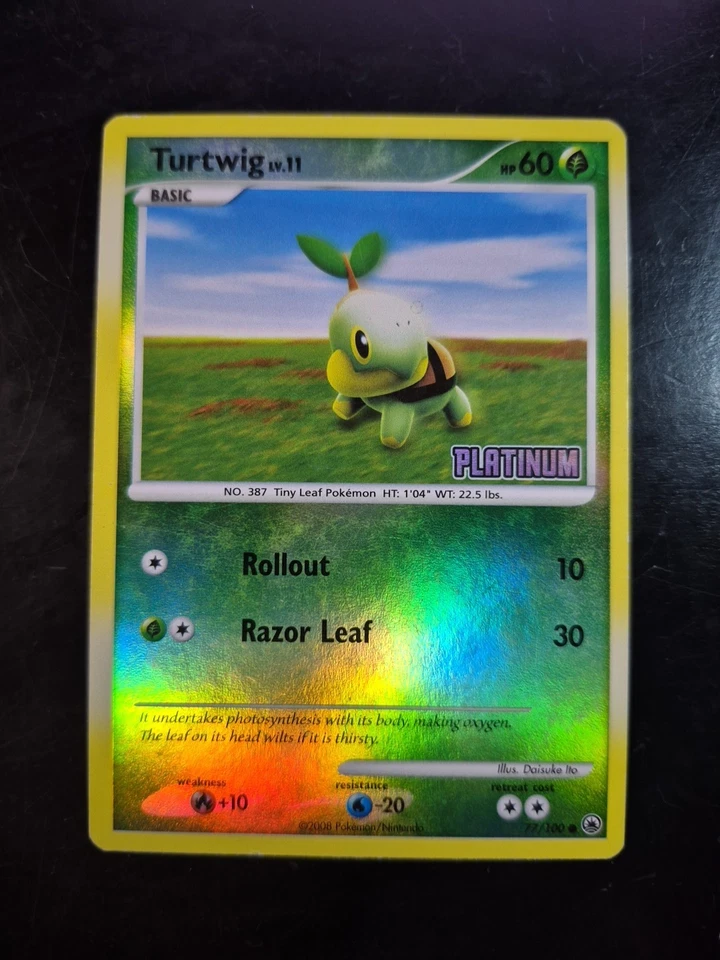 Turtwig LV.11 HP 60
BASIC
PLATINUM
NO. 387 Tiny Leaf Pokémon HT: 1'04" WT: 22.5 lbs.
Rollout 10
Razor Leaf 30
It undertakes photosynthesis with its body, making oxygen.
The leaf on its head wilts if it is thirsty.
Illus. Daisuke Ito
weakness resistance retreat cost
+10 -20
©2008 Pokémon/Nintendo 77/100